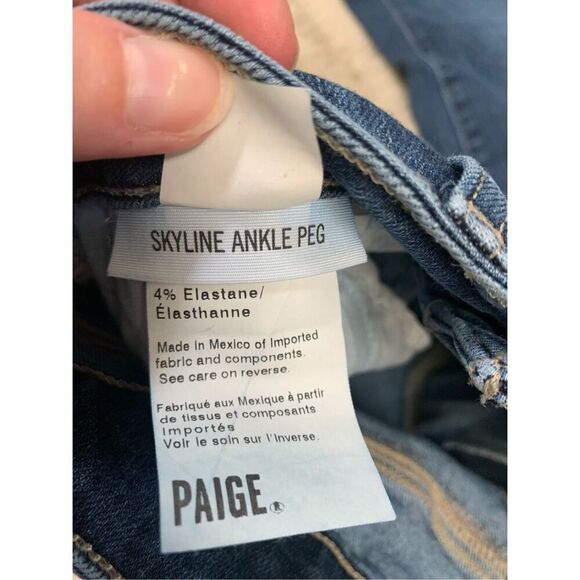 SKYLINE ANKLE PEG
4% Elastane/
Élasthanne
Made in Mexico of Imported
fabric and components.
See care on reverse.
Fabriqué aux Mexique à partir
de tissus et composants
importés
Voir le soin sur l'Inverse.
PAIGE®